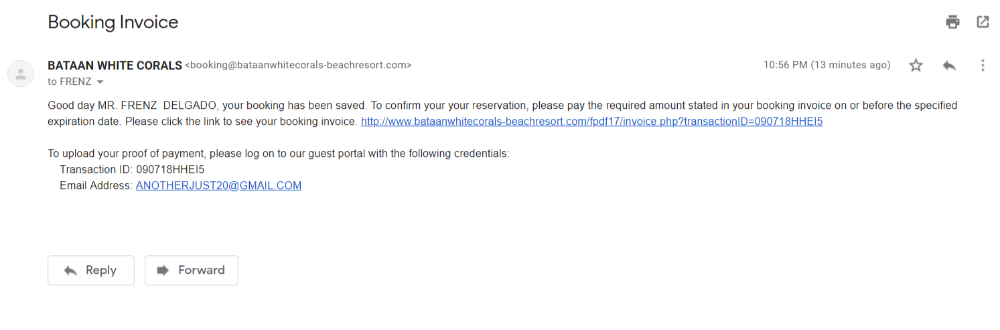 Booking Invoice
BATAAN WHITE CORALS <booking@bataanwhitecorals-beachresort.com>
10:56 PM (13 minutes ago)
to FRENZ
Good day MR. FRENZ  DELGADO, your booking has been saved. To confirm your your reservation, please pay the required amount stated in your booking invoice on or before the specified
expiration date. Please click the link to see your booking invoice. http://www.bataanwhitecorals-beachresort.com/fpdf17/invoice.php?transactionID=090718HHEI5
To upload your proof of payment, please log on to our guest portal with the following credentials:
Transaction ID: 090718HHEI5
Email Address: ANOTHERJUST20@GMAIL.COM
Reply
Forward